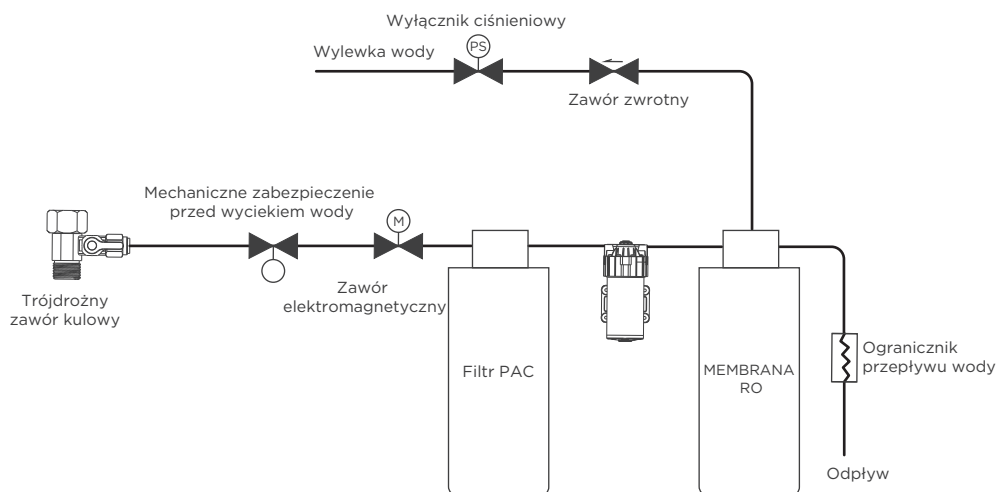 Wyłącznik ciśnieniowy
PS
Wylewka wody
Zawór zwrotny
Mechaniczne zabezpieczenie
przed wyciekiem wody
M
Zawór
elektromagnetyczny
Trójdrożny
zawór kulowy
Filtr PAC
MEMBRANA
RO
Ogranicznik
przepływu wody
Odpływ